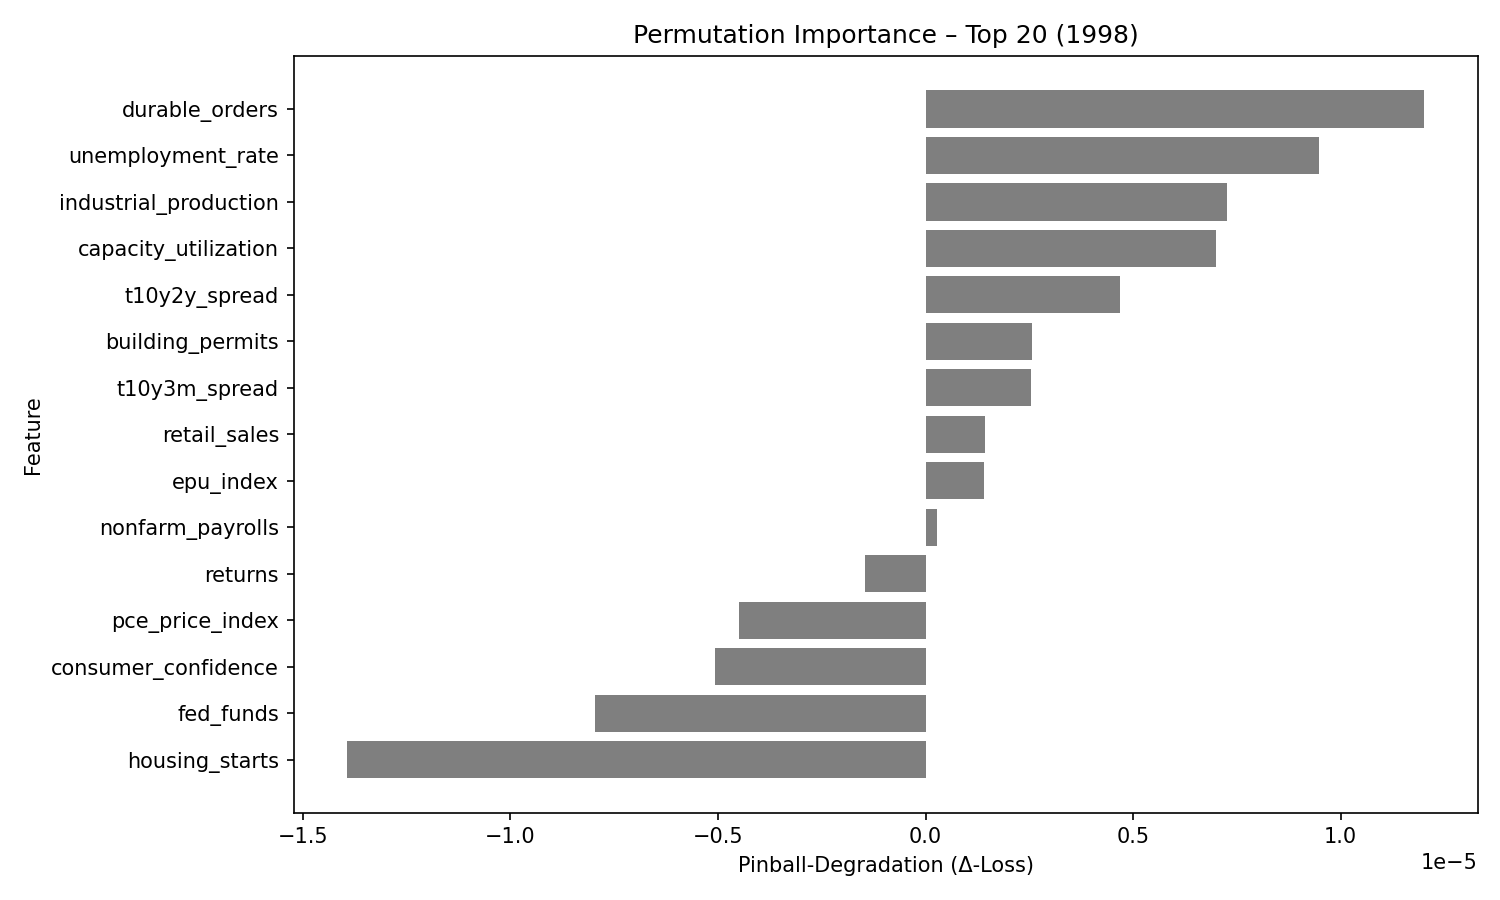 Permutation Importance – Top 20 (1998)
durable_orders
unemployment_rate
industrial_production
capacity_utilization
t10y2y_spread
building_permits
t10y3m_spread
retail_sales
epu_index
nonfarm_payrolls
returns
pce_price_index
consumer_confidence
fed_funds
housing_starts
Feature
−1.5 −1.0 −0.5 0.0 0.5 1.0
1e−5
Pinball-Degradation (Δ-Loss)